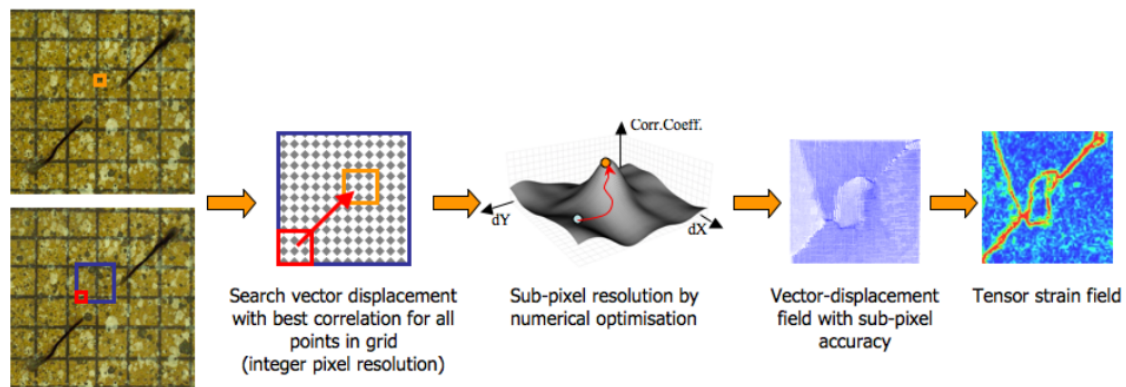 Corr.Coeff.
dY
dX
Search vector displacement
with best correlation for all
points in grid
(integer pixel resolution)
Sub-pixel resolution by
numerical optimisation
Vector-displacement
field with sub-pixel
accuracy
Tensor strain field